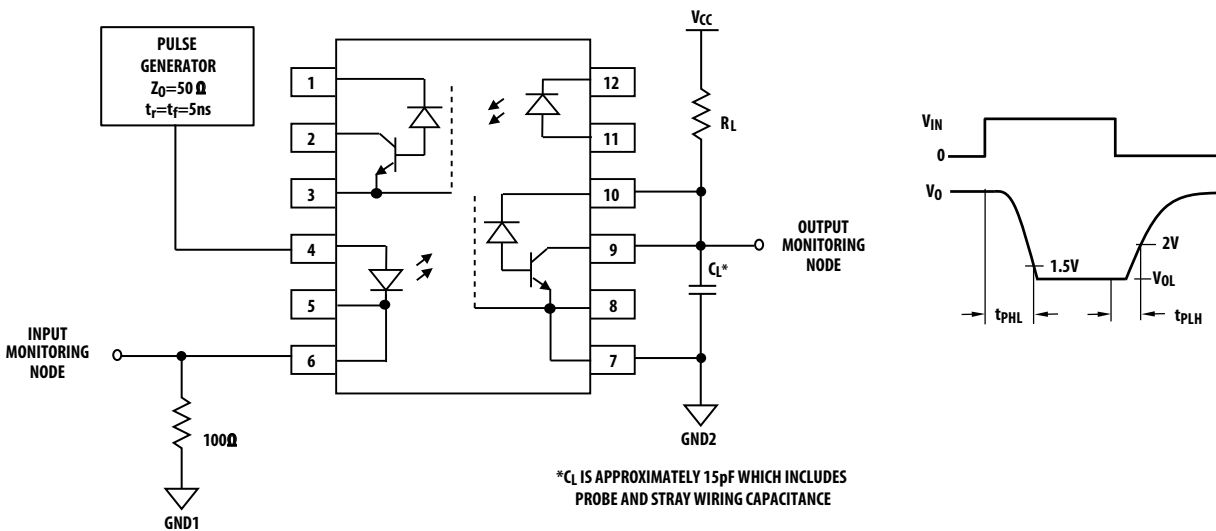 PULSE
GENERATOR
Z0=50 Ω
tr=tf=5ns
1
2
3
4
5
6
12
11
10
9
8
7
VCC
RL
CL*
OUTPUT
MONITORING
NODE
INPUT
MONITORING
NODE
100Ω
GND1
GND2
*CL IS APPROXIMATELY 15pF WHICH INCLUDES
PROBE AND STRAY WIRING CAPACITANCE
VIN
0
VO
1.5V
2V
VOL
tPHL
tPLH